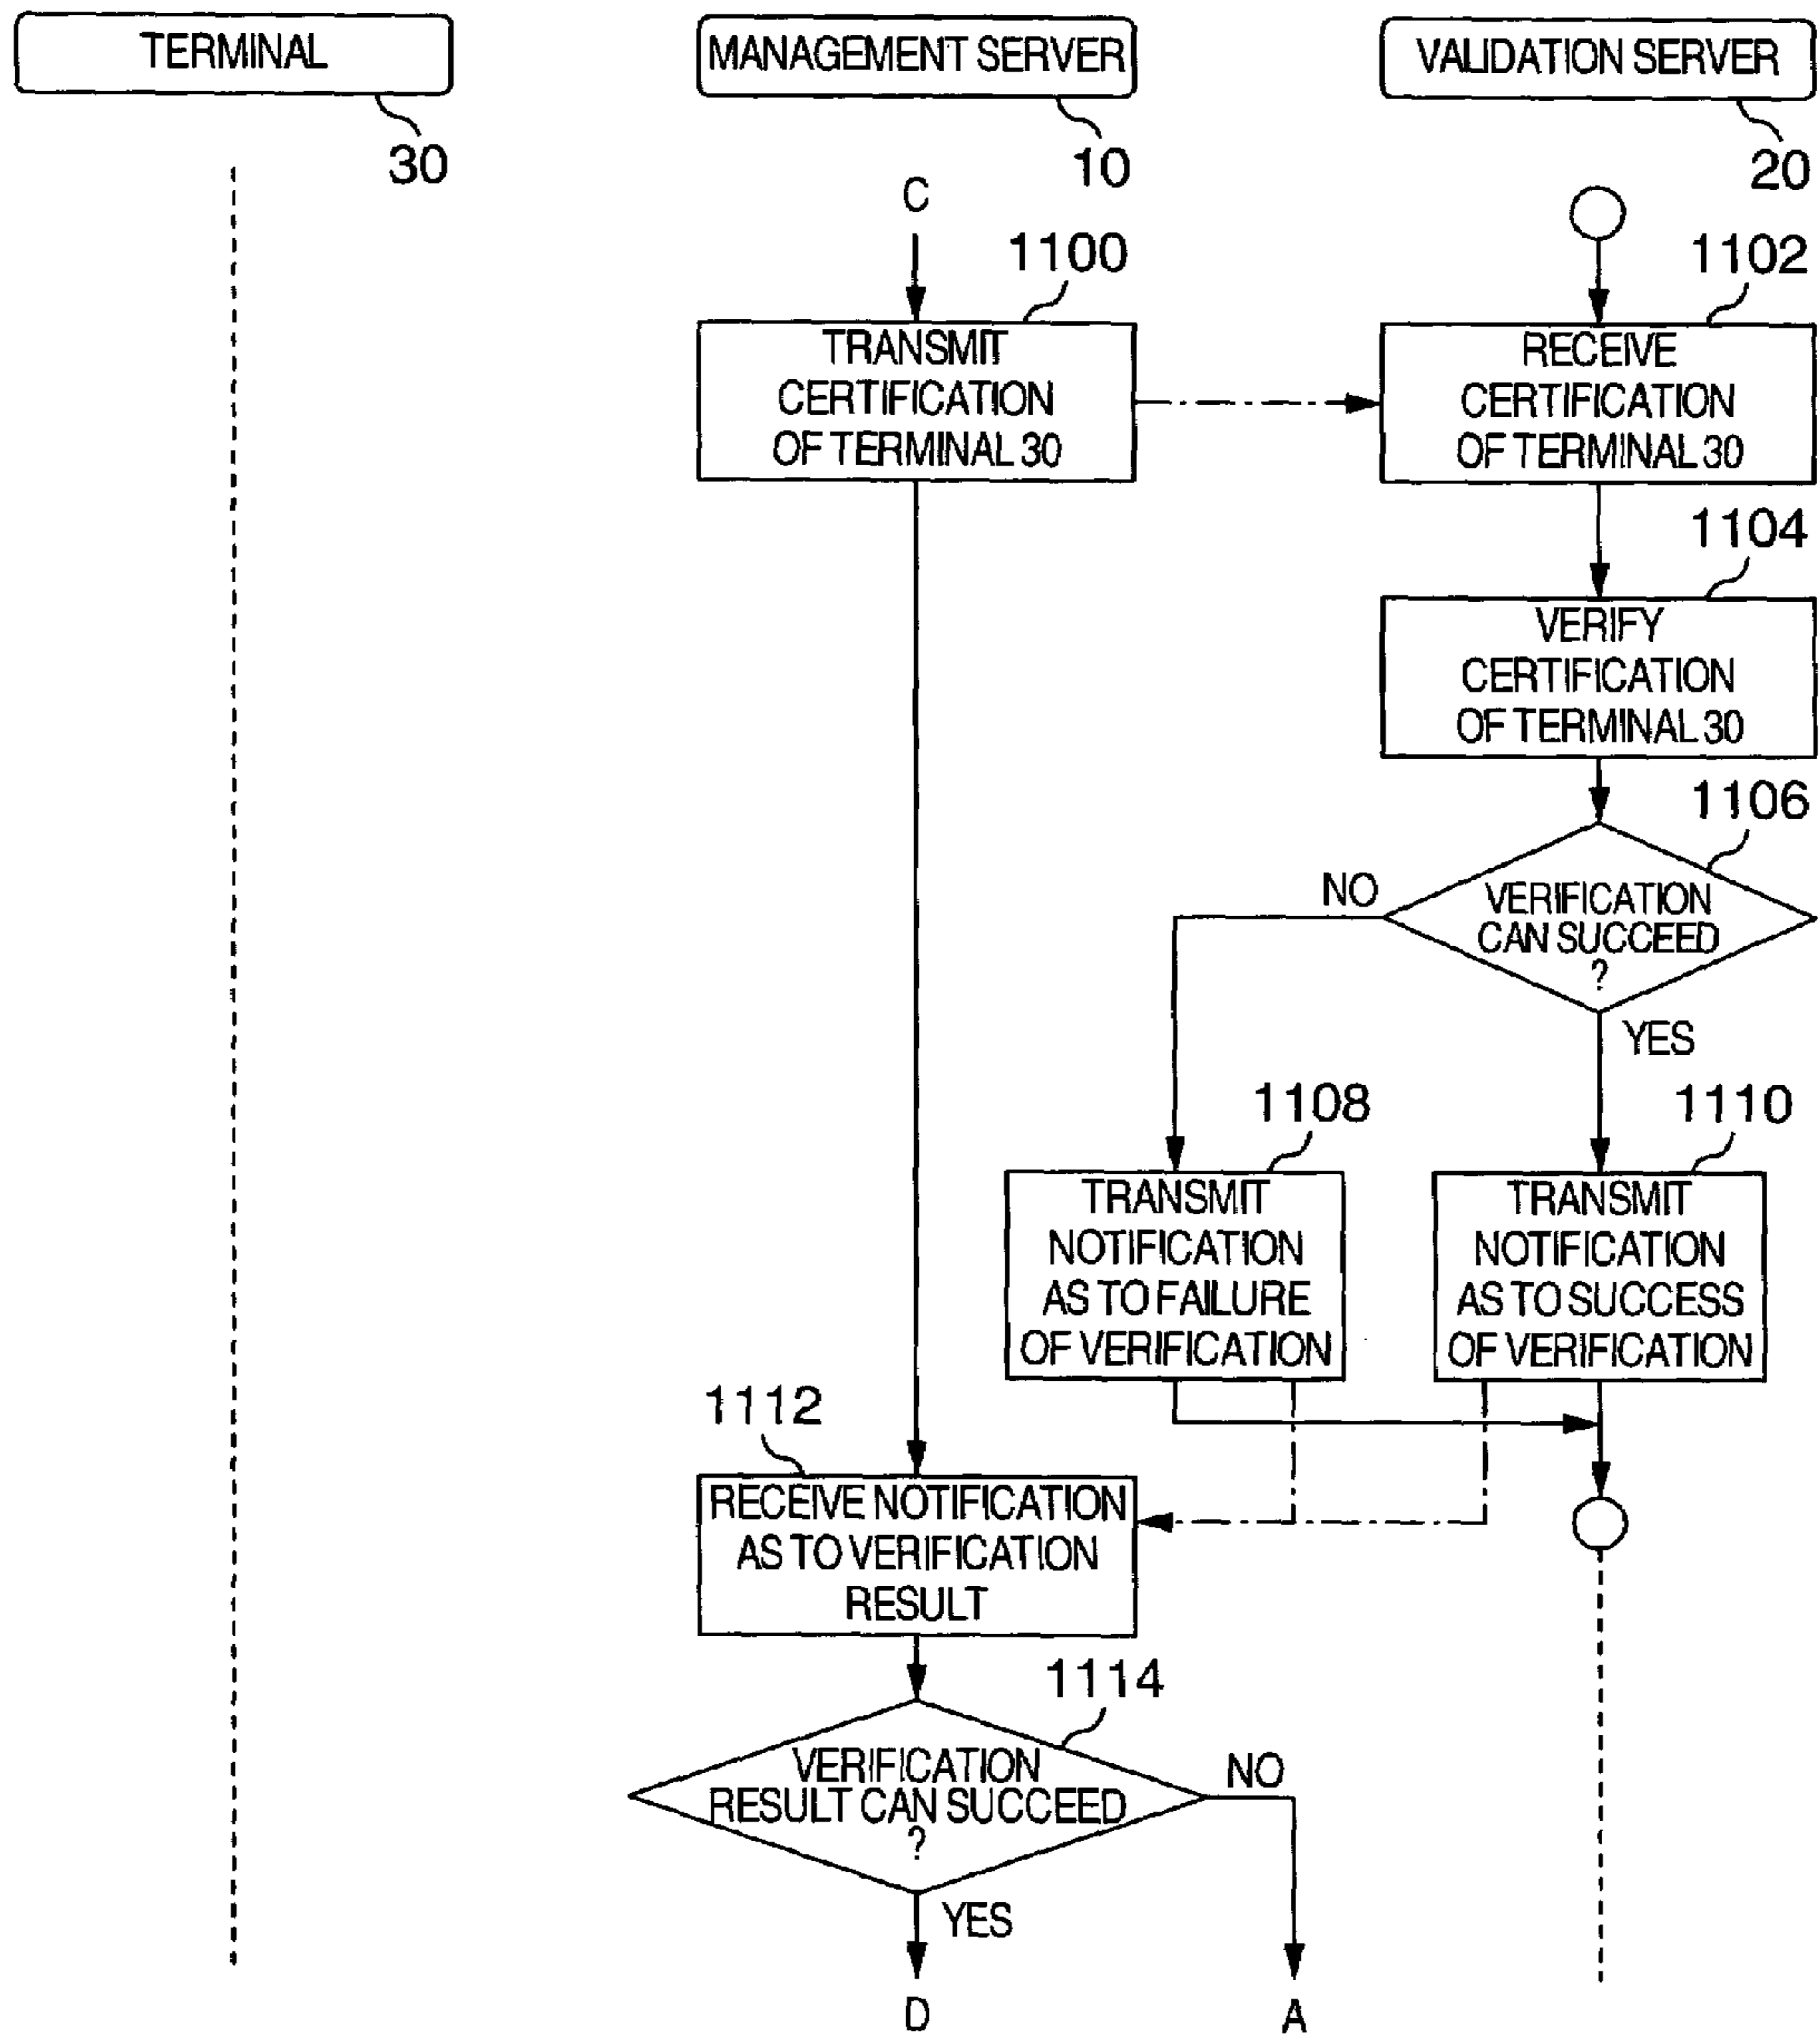 TERMINAL
MANAGEMENT SERVER
VALIDATION SERVER
30
10
20
C
1100
1102
TRANSMIT
CERTIFICATION
OF TERMINAL 30
RECEIVE
CERTIFICATION
OF TERMINAL 30
1104
VERIFY
CERTIFICATION
OF TERMINAL 30
1106
NO
VERIFICATION
CAN SUCCEED
?
YES
1108
1110
TRANSMIT
NOTIFICATION
AS TO FAILURE
OF VERIFICATION
TRANSMIT
NOTIFICATION
AS TO SUCCESS
OF VERIFICATION
1112
RECEIVE NOTIFICATION
AS TO VERIFICATION
RESULT
1114
VERIFICATION
RESULT CAN SUCCEED
?
NO
YES
D
A